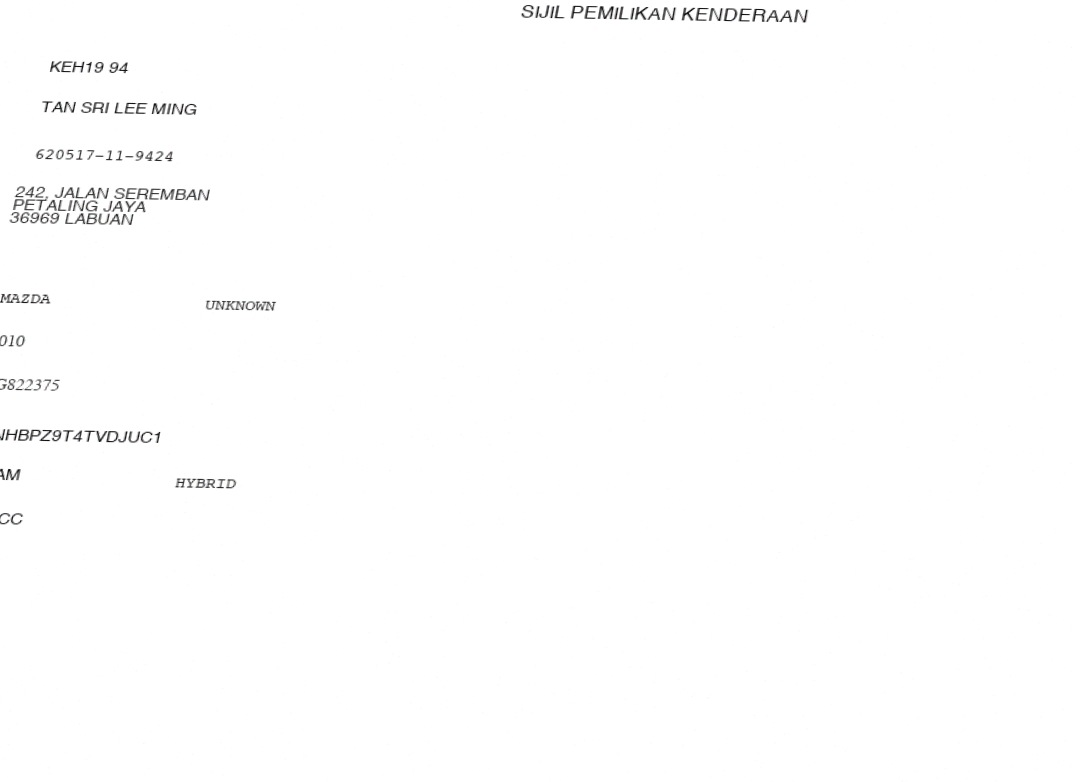 SIJIL PEMILIKAN KENDERAAN
KEH19 94
TAN SRI LEE MING
620517-11-9424
242, JALAN SEREMBAN
PETALING JAYA
36969 LABUAN
MAZDA UNKNOWN
010
G822375
NHBPZ9T4TVDJUC1
AM HYBRID
CC